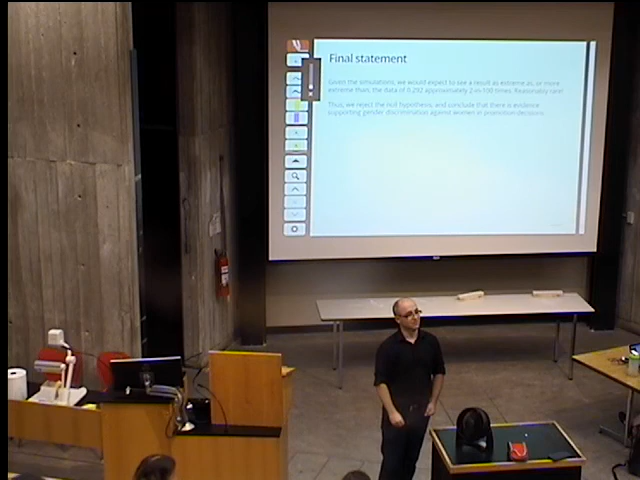 Final statement
Given the simulations, we would expect to see a result as extreme as, or more
extreme than, the data of 0.292 approximately 2-in-100 times. Reasonably rare!
Thus, we reject the null hypothesis, and conclude that there is evidence
supporting gender discrimination against women in promotion decisions.